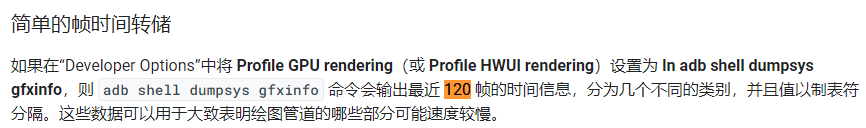 简单的帧时间转储
如果在“Developer Options”中将 Profile GPU rendering（或 Profile HWUI rendering）设置为 In adb shell dumpsys
gfxinfo，则 adb shell dumpsys gfxinfo 命令会输出最近 120 帧的时间信息，分为几个不同的类别，并且值以制表符
分隔。这些数据可以用于大致表明绘图管道的哪些部分可能速度较慢。